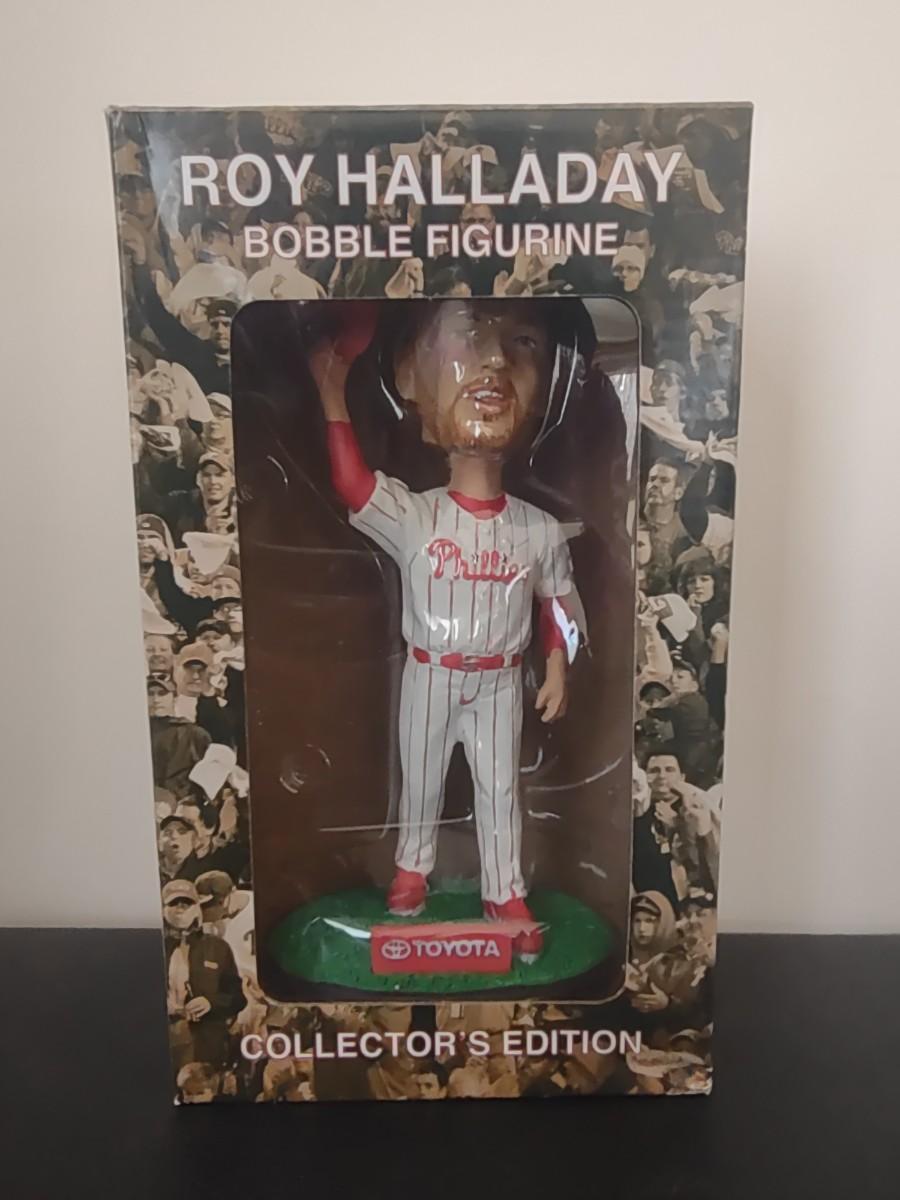 ROY HALLADAY
BOBBLE FIGURINE
Phillies
TOYOTA
COLLECTOR'S EDITION